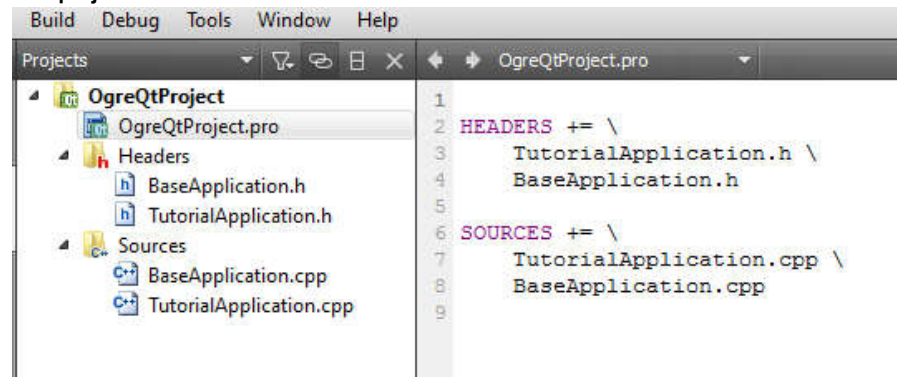 Build Debug Tools Window Help
Projects
OgreQtProject.pro
OgreQtProject
OgreQtProject.pro
Headers
BaseApplication.h
TutorialApplication.h
Sources
BaseApplication.cpp
TutorialApplication.cpp
1
2 HEADERS += \
3 TutorialApplication.h \
4 BaseApplication.h
5
6 SOURCES += \
7 TutorialApplication.cpp \
8 BaseApplication.cpp
9